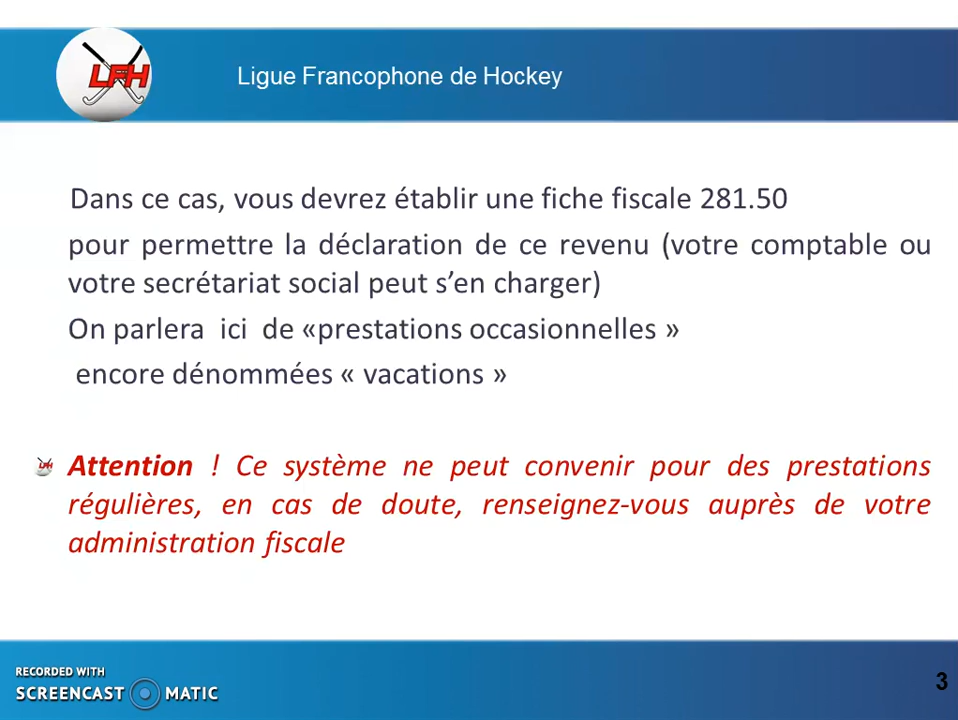 LFH
Ligue Francophone de Hockey
Dans ce cas, vous devrez établir une fiche fiscale 281.50
pour permettre la déclaration de ce revenu (votre comptable ou
votre secrétariat social peut s’en charger)
On parlera ici de «prestations occasionnelles »
encore dénommées « vacations »
LFH
Attention ! Ce système ne peut convenir pour des prestations
régulières, en cas de doute, renseignez-vous auprès de votre
administration fiscale
RECORDED WITH
SCREENCAST MATIC
3